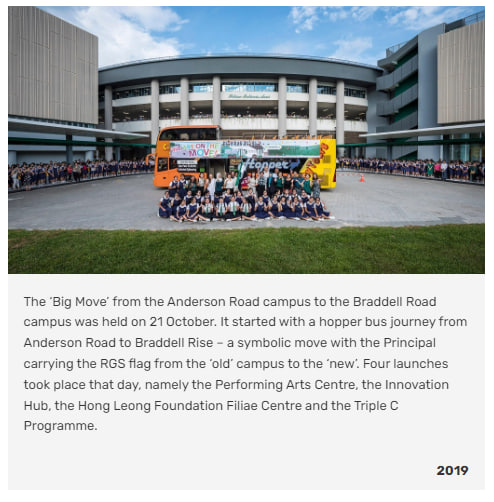 Hopper
The ‘Big Move’ from the Anderson Road campus to the Braddell Road
campus was held on 21 October. It started with a hopper bus journey from
Anderson Road to Braddell Rise – a symbolic move with the Principal
carrying the RGS flag from the ‘old’ campus to the ‘new’. Four launches
took place that day, namely the Performing Arts Centre, the Innovation
Hub, the Hong Leong Foundation Filiae Centre and the Triple C
Programme.
2019